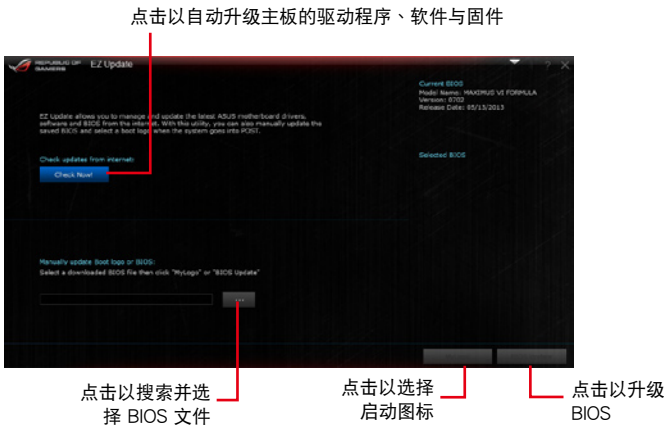 点击以自动升级主板的驱动程序、软件与固件
REPUBLIC OF
GAMERS
EZ Update
?
Current BIOS
Model Name: MAXIMUS VI FORMULA
Version: 0702
Release Date: 05/13/2013
EZ Update allows you to manage and update the latest ASUS motherboard drivers,
software and BIOS from the internet. With this utility, you can also manually update the
saved BIOS and select a boot logo when the system goes into POST.
Check updates from internet:
Selected BIOS
Check Now!
Manually update Boot logo or BIOS:
Select a downloaded BIOS file then click "MyLogo" or "BIOS Update"
...
点击以搜索并选
择 BIOS 文件
点击以选择
启动图标
点击以升级
BIOS